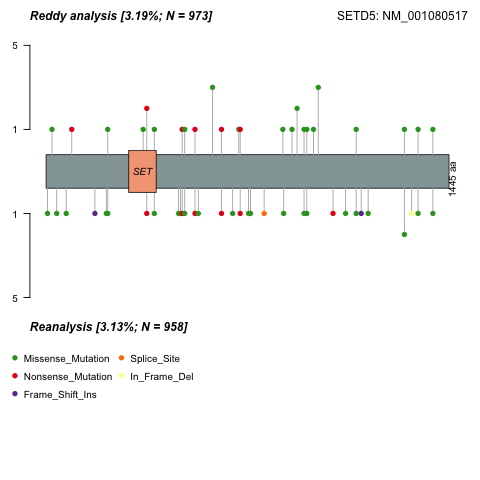 Reddy analysis [3.19%; N = 973]
SETD5: NM_001080517
5
1
SET
1445 aa
1
5
Reanalysis [3.13%; N = 958]
Missense_Mutation
Splice_Site
Nonsense_Mutation
In_Frame_Del
Frame_Shift_Ins